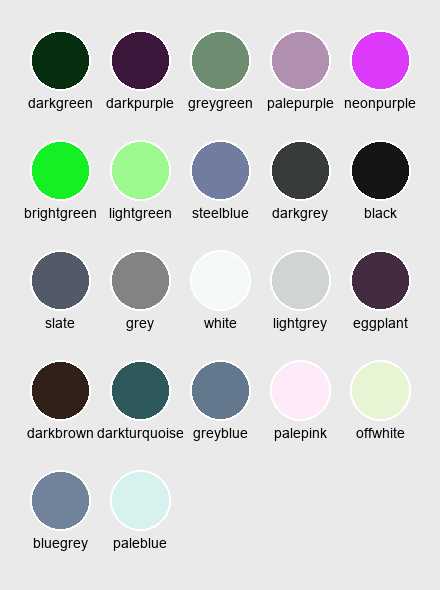 darkgreen darkpurple greygreen palepurple neonpurple
brightgreen lightgreen steelblue darkgrey black
slate grey white lightgrey eggplant
darkbrown darkturquoise greyblue palepink offwhite
bluegrey paleblue